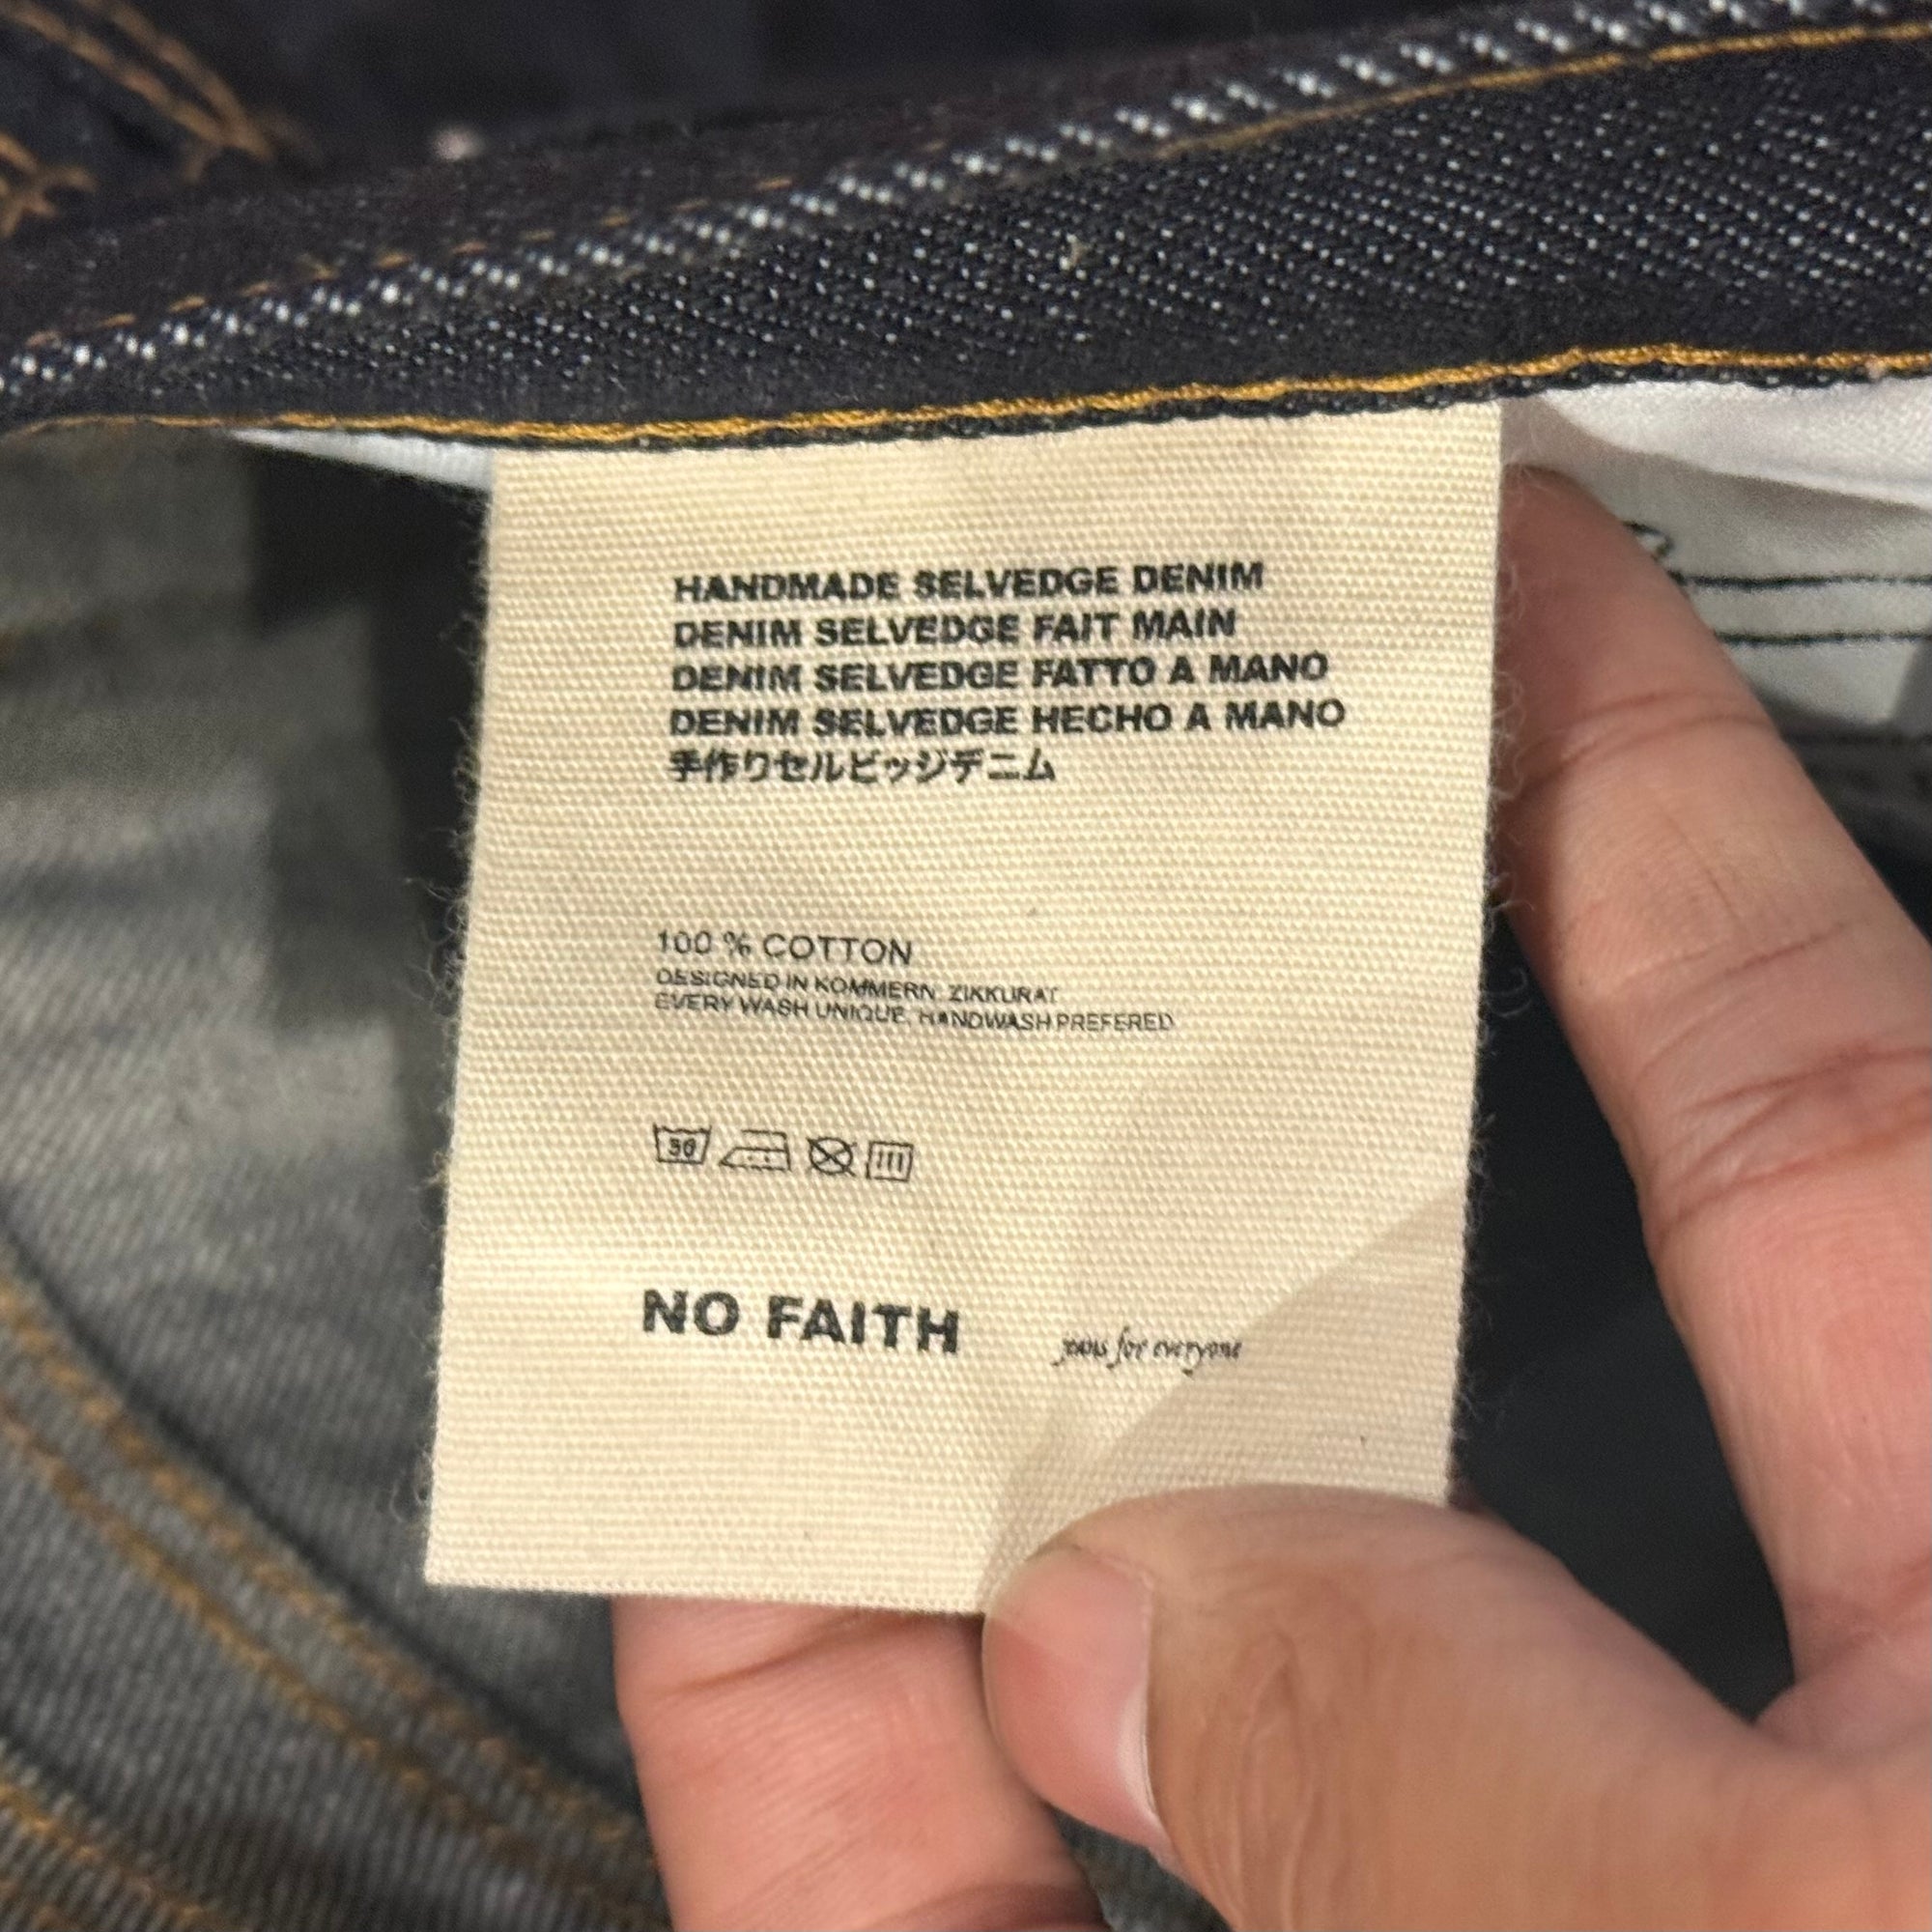 HANDMADE SELVEDGE DENIM
DENIM SELVEDGE FAIT MAIN
DENIM SELVEDGE FATTO A MANO
DENIM SELVEDGE HECHO A MANO
手作りセルビッジデニム
100 % COTTON
DESIGNED IN KOMMERN, ZIKKURAT
EVERY WASH UNIQUE, HANDWASH PREFERED
30
NO FAITH
jeans for everyone